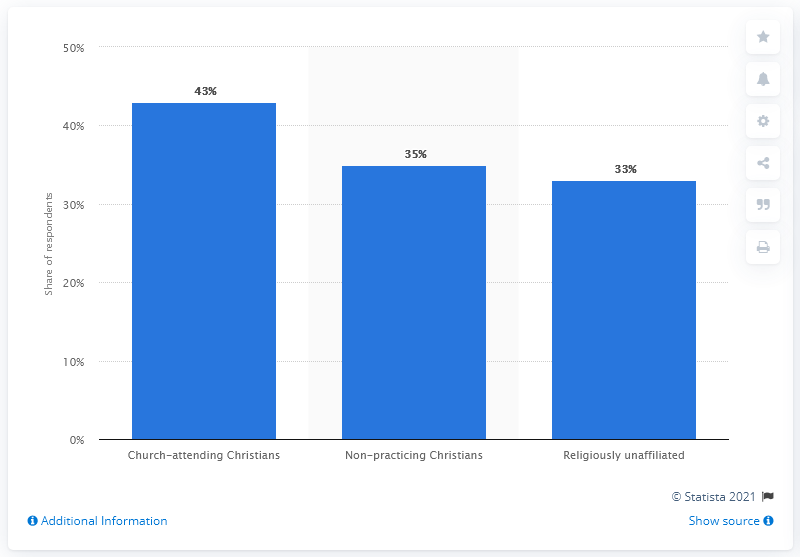 50%
43%
40%
35%
33%
30%
Share of respondents
20%
10%
0%
Church-attending Christians
Non-practicing Christians
Religiously unaffiliated
© Statista 2021
Additional Information
Show source